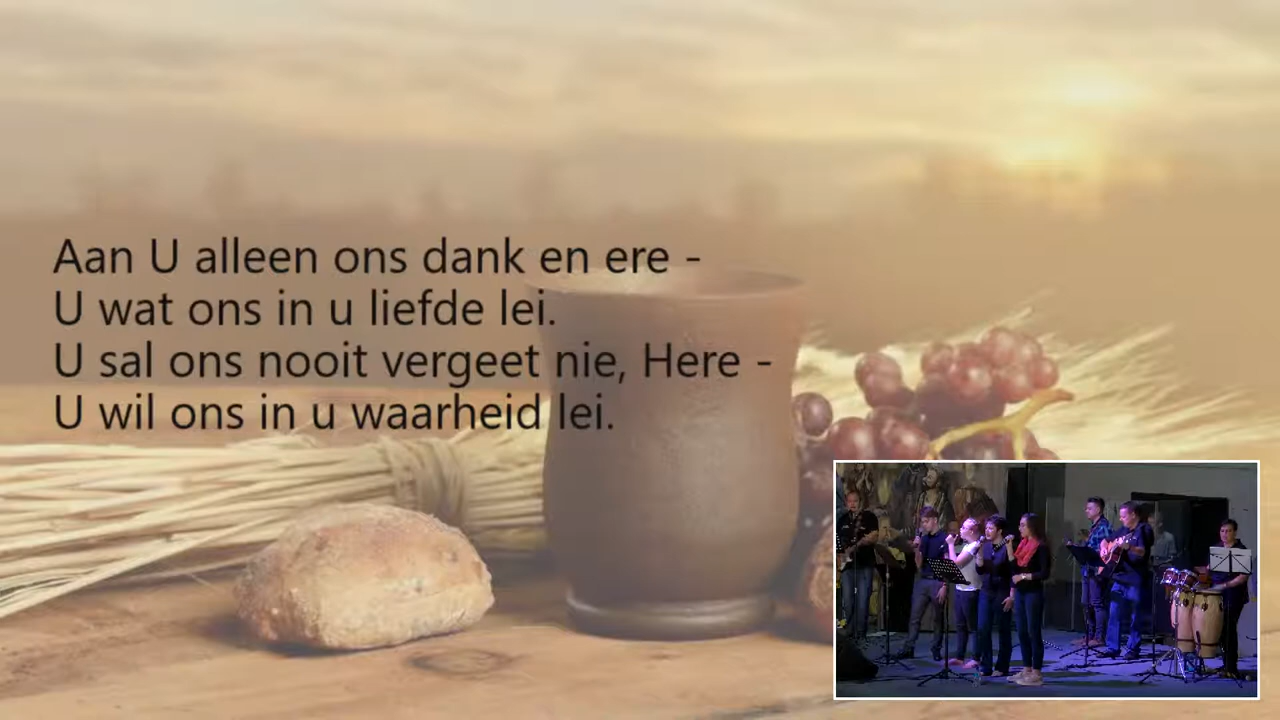 Aan U alleen ons dank en ere -
U wat ons in u liefde lei.
U sal ons nooit vergeet nie, Here -
U wil ons in u waarheid lei.